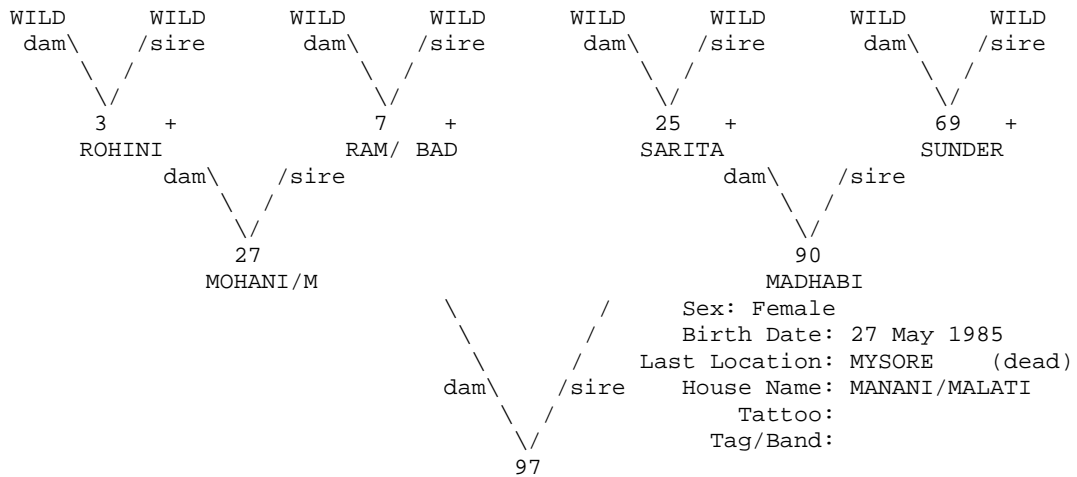 WILD WILD WILD WILD WILD WILD WILD WILD
dam\ /sire dam\ /sire dam\ /sire dam\ /sire
\ / \ / \ / \ /
\/ \/ \/ \/
3 + 7 + 25 + 69 +
ROHINI RAM/ BAD SARITA SUNDER
dam\ /sire dam\ /sire
\ / \ /
\/ \/
27 90
MOHANI/M MADHABI
\ / Sex: Female
\ / Birth Date: 27 May 1985
\ / Last Location: MYSORE (dead)
dam\ /sire House Name: MANANI/MALATI
\ / Tattoo:
\/ Tag/Band:
97